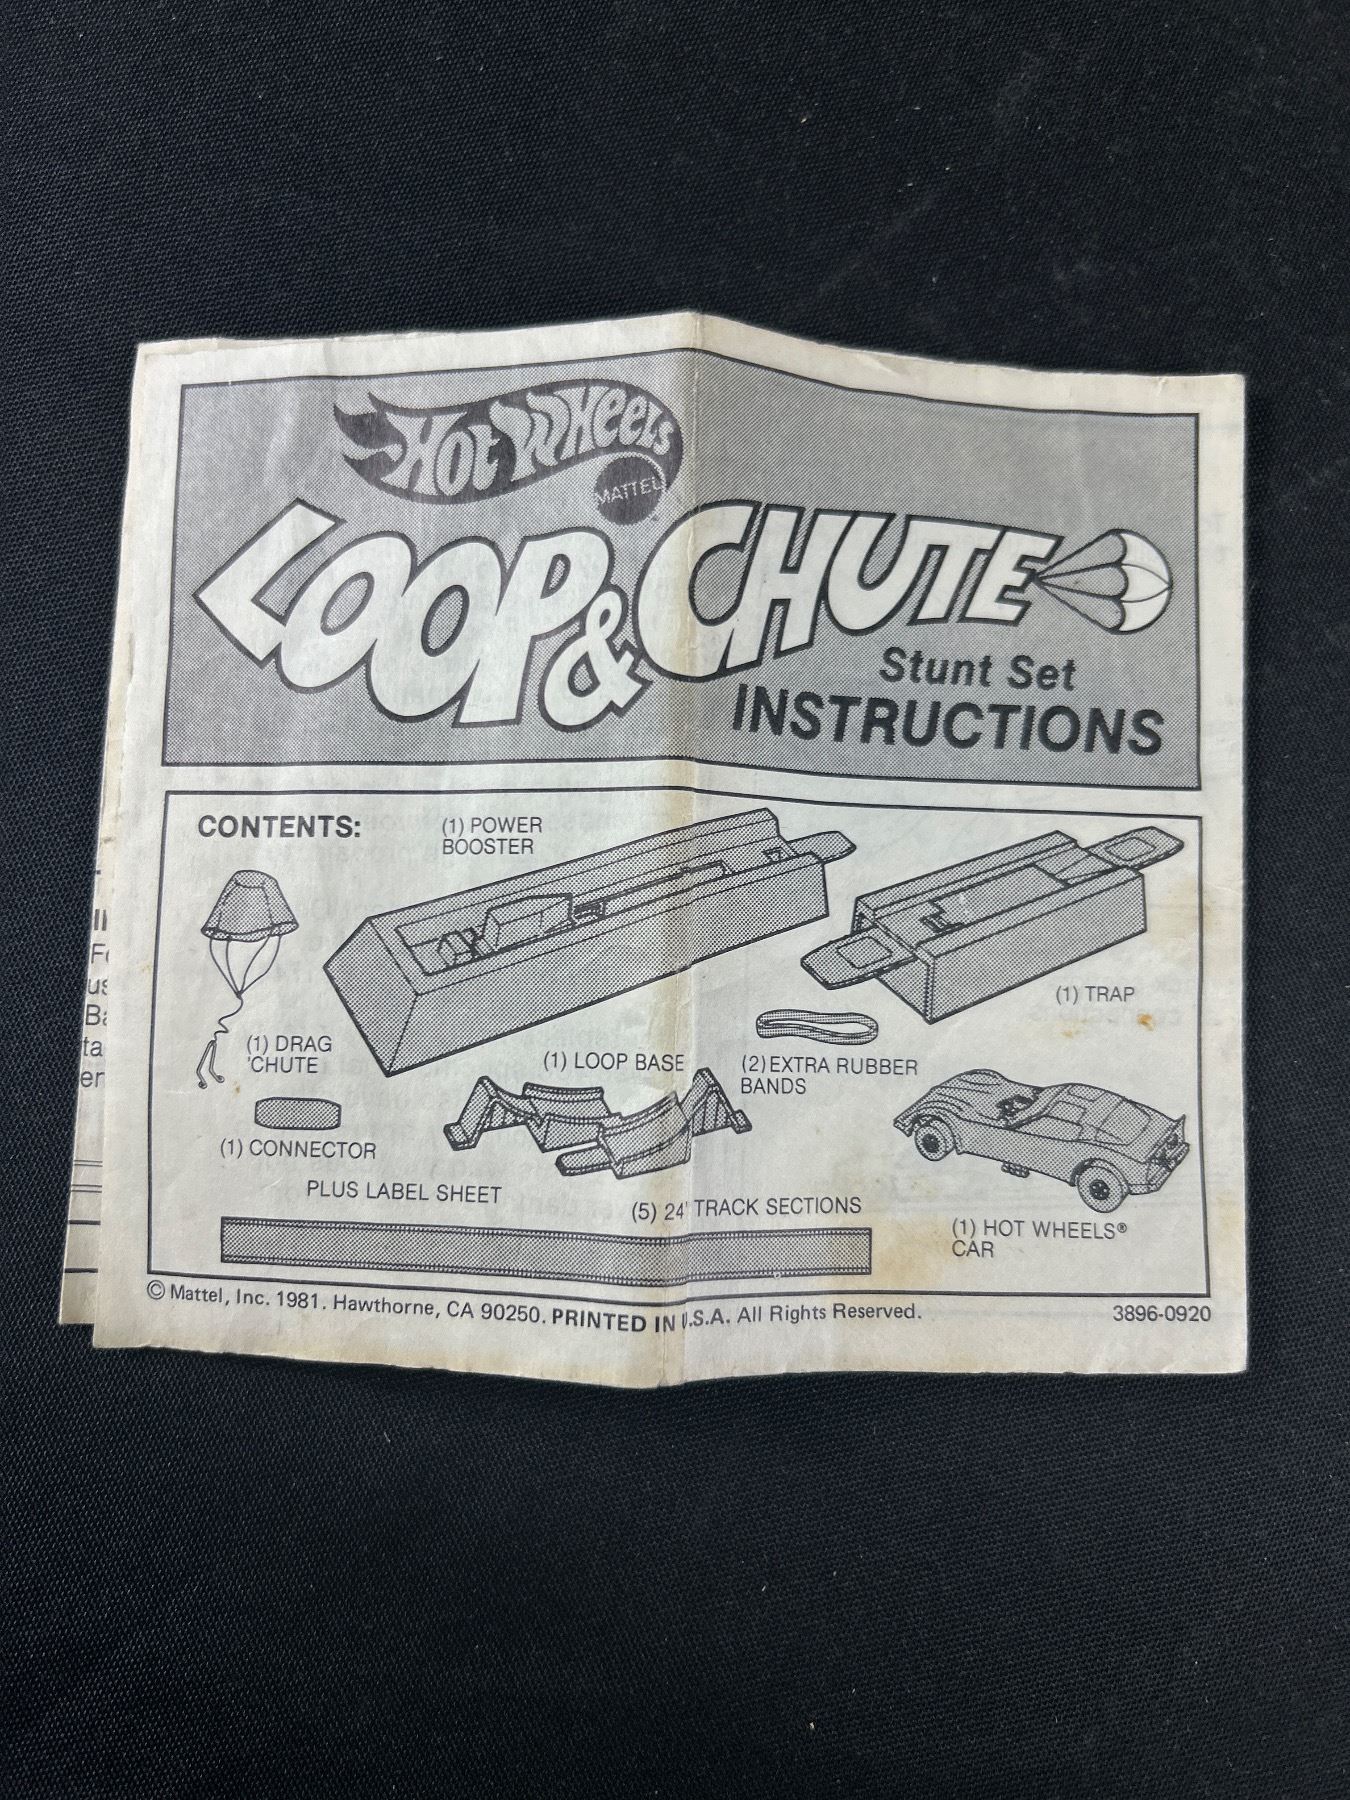 Hot Wheels
MATTEL
LOOP & CHUTE
Stunt Set
INSTRUCTIONS
CONTENTS:
(1) POWER
BOOSTER
(1) TRAP
(1) DRAG
'CHUTE
(1) LOOP BASE
(2) EXTRA RUBBER
BANDS
(1) CONNECTOR
PLUS LABEL SHEET
(5) 24" TRACK SECTIONS
(1) HOT WHEELS®
CAR
© Mattel, Inc. 1981. Hawthorne, CA 90250. PRINTED IN U.S.A. All Rights Reserved.
3896-0920